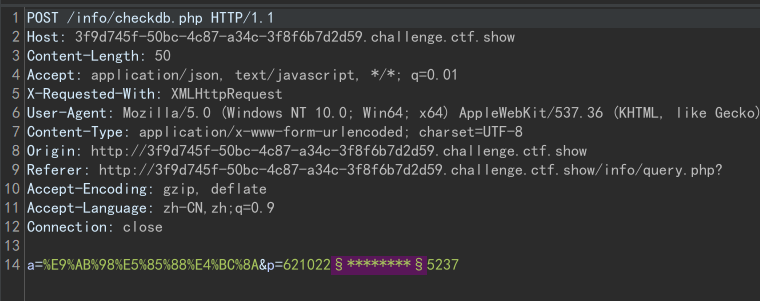 1 POST /info/checkdb.php HTTP/1.1
2 Host: 3f9d745f-50bc-4c87-a34c-3f8f6b7d2d59.challenge.ctf.show
3 Content-Length: 50
4 Accept: application/json, text/javascript, */*; q=0.01
5 X-Requested-With: XMLHttpRequest
6 User-Agent: Mozilla/5.0 (Windows NT 10.0; Win64; x64) AppleWebKit/537.36 (KHTML, like Gecko)
7 Content-Type: application/x-www-form-urlencoded; charset=UTF-8
8 Origin: http://3f9d745f-50bc-4c87-a34c-3f8f6b7d2d59.challenge.ctf.show
9 Referer: http://3f9d745f-50bc-4c87-a34c-3f8f6b7d2d59.challenge.ctf.show/info/query.php?
10 Accept-Encoding: gzip, deflate
11 Accept-Language: zh-CN,zh;q=0.9
12 Connection: close
13
14 a=%E9%AB%98%E5%85%88%E4%BC%8A&p=621022§********§5237